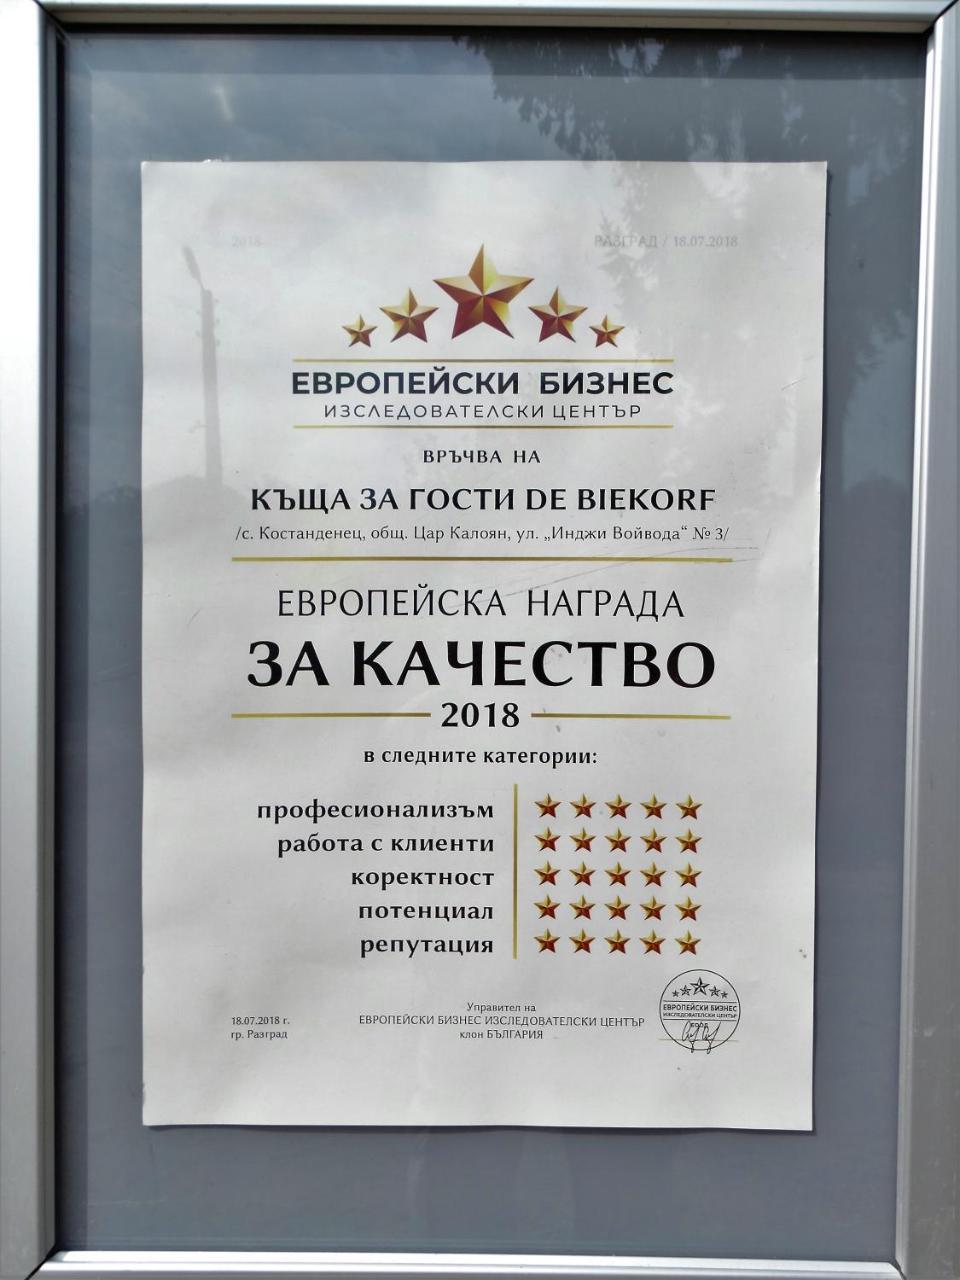 2018
РАЗГРАД / 18.07.2018
ЕВРОПЕЙСКИ БИЗНЕС
ИЗСЛЕДОВАТЕЛСКИ ЦЕНТЪР
ВРЪЧВА НА
КЪЩА ЗА ГОСТИ DE BIEKORF
/с. Костанденец, общ. Цар Калоян, ул. „Инджи Войвода“ № 3/
ЕВРОПЕЙСКА НАГРАДА
ЗА КАЧЕСТВО
2018
в следните категории:
професионализъм
работа с клиенти
коректност
потенциал
репутация
18.07.2018 г.
гр. Разград
Управител на
ЕВРОПЕЙСКИ БИЗНЕС ИЗСЛЕДОВАТЕЛСКИ ЦЕНТЪР
клон БЪЛГАРИЯ
ЕВРОПЕЙСКИ БИЗНЕС
ИЗСЛЕДОВАТЕЛСКИ ЦЕНТЪР